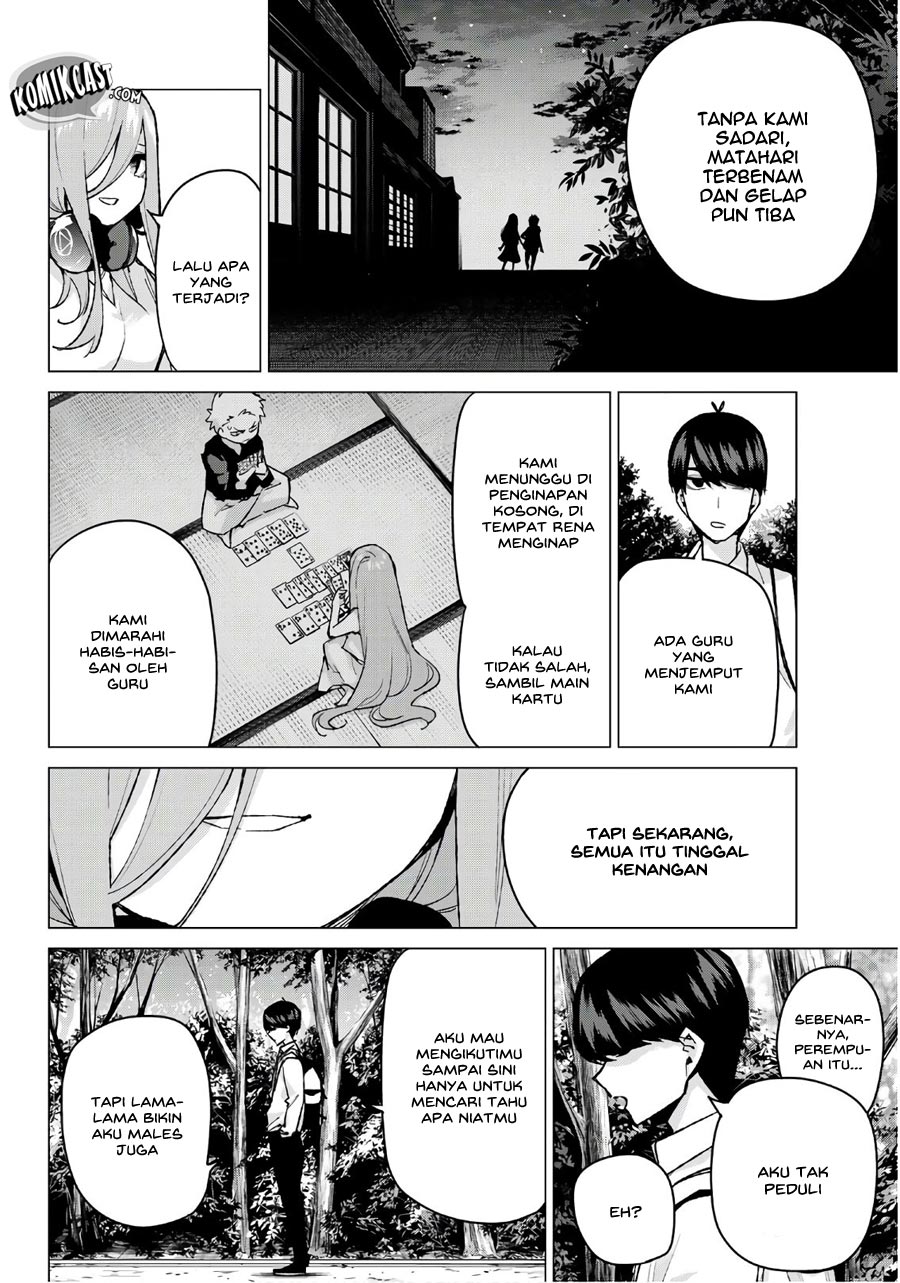 KOMIKCAST
.COM
TANPA KAMI
SADARI,
MATAHARI
TERBENAM
DAN GELAP
PUN TIBA
LALU APA
YANG
TERJADI?
ADA GURU
YANG
MENJEMPUT
KAMI
KAMI
MENUNGGU DI
PENGINAPAN
KOSONG, DI
TEMPAT RENA
MENGINAP
KALAU
TIDAK SALAH,
SAMBIL MAIN
KARTU
KAMI
DIMARAHI
HABIS-HABI-
SAN OLEH
GURU
TAPI SEKARANG,
SEMUA ITU TINGGAL
KENANGAN
SEBENAR-
NYA,
PEREMPU-
AN ITU...
AKU TAK
PEDULI
EH?
AKU MAU
MENGIKUTIMU
SAMPAI SINI
HANYA UNTUK
MENCARI TAHU
APA NIATMU
TAPI LAMA-
LAMA BIKIN
AKU MALES
JUGA